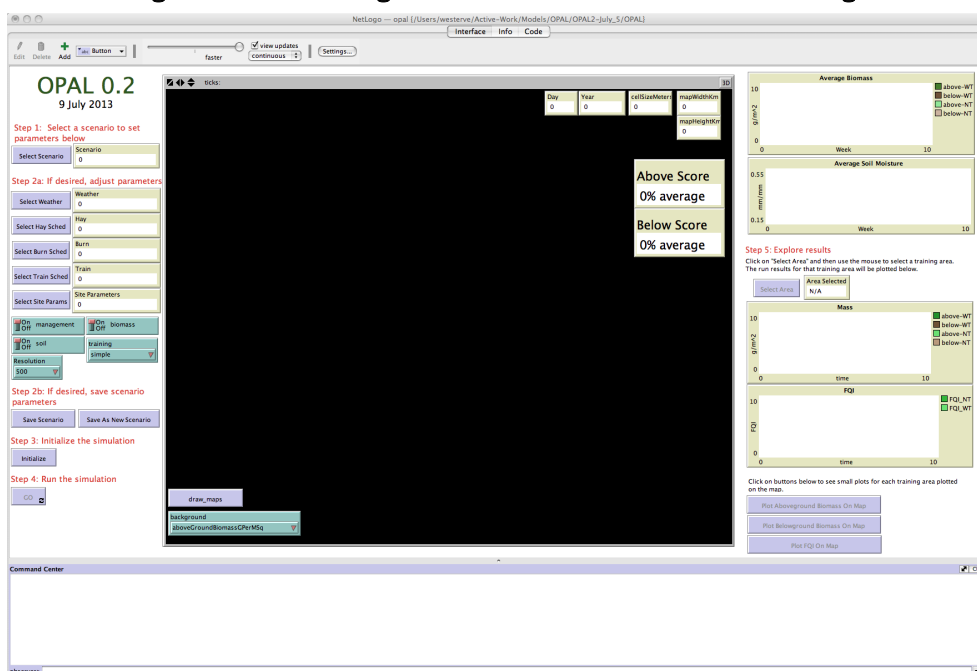 NetLogo — opal {/Users/westerve/Active-Work/Models/OPAL/OPAL2-July_5/OPAL}
Interface Info Code
Edit Delete Add
Button
faster
view updates
continuous
Settings...
OPAL 0.2
9 July 2013
Step 1: Select a scenario to set
parameters below
Select Scenario
Scenario
0
Step 2a: If desired, adjust parameters
Select Weather
Weather
0
Select Hay Sched
Hay
0
Select Burn Sched
Burn
0
Select Train Sched
Train
0
Select Site Params
Site Parameters
0
On
Off
management
On
Off
biomass
On
Off
soil
training
simple
Resolution
500
Step 2b: If desired, save scenario
parameters
Save Scenario
Save As New Scenario
Step 3: Initialize the simulation
Initialize
Step 4: Run the simulation
GO
ticks:
3D
Day
0
Year
0
cellSizeMeters
0
mapWidthKm
0
mapHeightKm
0
Above Score
0% average
Below Score
0% average
draw_maps
background
aboveGroundBiomassGPerMSq
Average Biomass
10
g/m^2
0
0
Week
10
above-WT
below-WT
above-NT
below-NT
Average Soil Moisture
0.55
mm/mm
0.15
0
Week
10
Step 5: Explore results
Click on "Select Area" and then use the mouse to select a training area.
The run results for that training area will be plotted below.
Select Area
Area Selected
N/A
Mass
10
g/m^2
0
0
time
10
above-WT
below-WT
above-NT
below-NT
FQI
10
FQI
0
0
time
10
FQI_NT
FQI_WT
Click on buttons below to see small plots for each training area plotted
on the map.
Plot Aboveground Biomass On Map
Plot Belowground Biomass On Map
Plot FQI On Map
Command Center